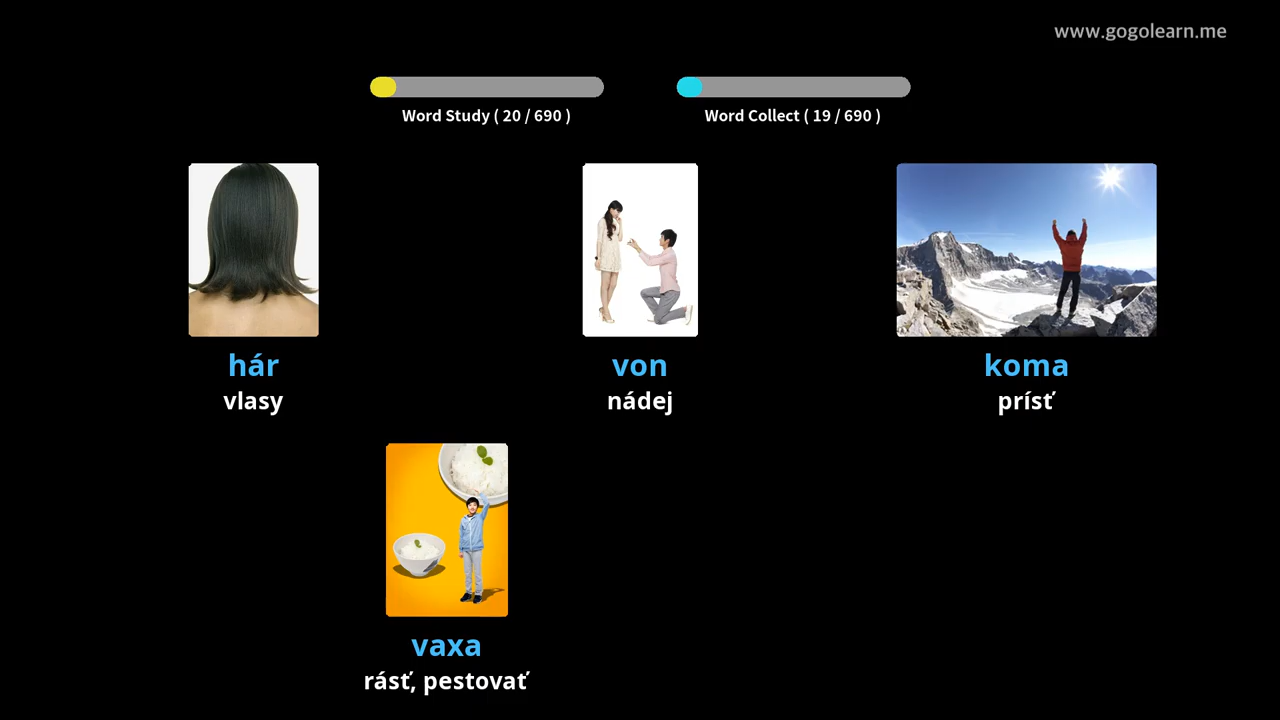 www.gogolearn.me
Word Study ( 20 / 690 )
Word Collect ( 19 / 690 )
hár
vlasy
von
nádej
koma
prísť
vaxa
rásť, pestovať